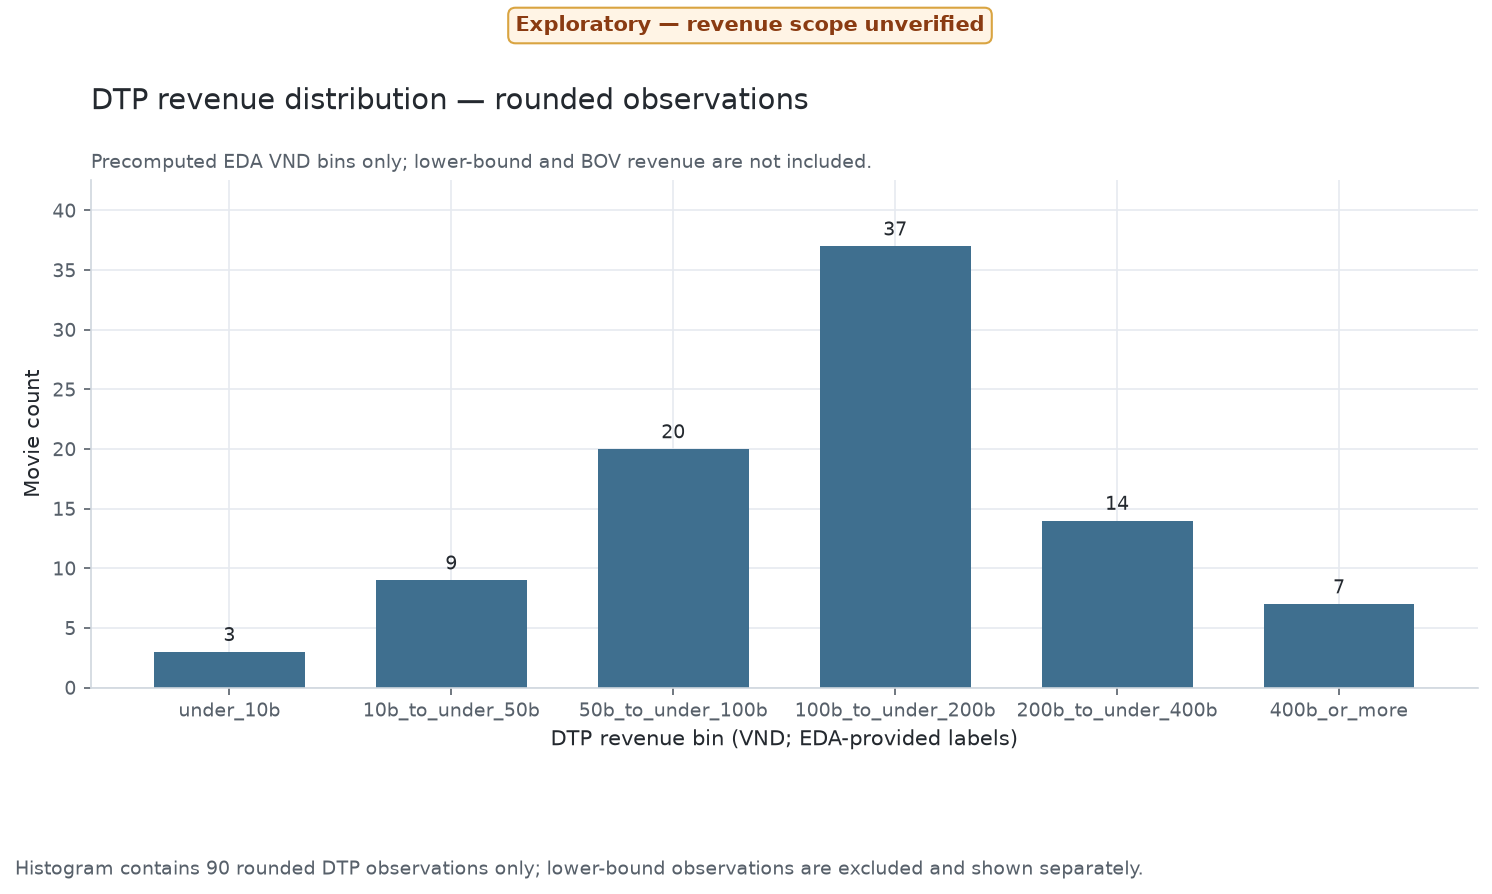 Exploratory — revenue scope unverified
DTP revenue distribution — rounded observations
Precomputed EDA VND bins only; lower-bound and BOV revenue are not included.
Movie count
40
35
30
25
20
15
10
5
0
3
9
20
37
14
7
under_10b
10b_to_under_50b
50b_to_under_100b
100b_to_under_200b
200b_to_under_400b
400b_or_more
DTP revenue bin (VND; EDA-provided labels)
Histogram contains 90 rounded DTP observations only; lower-bound observations are excluded and shown separately.